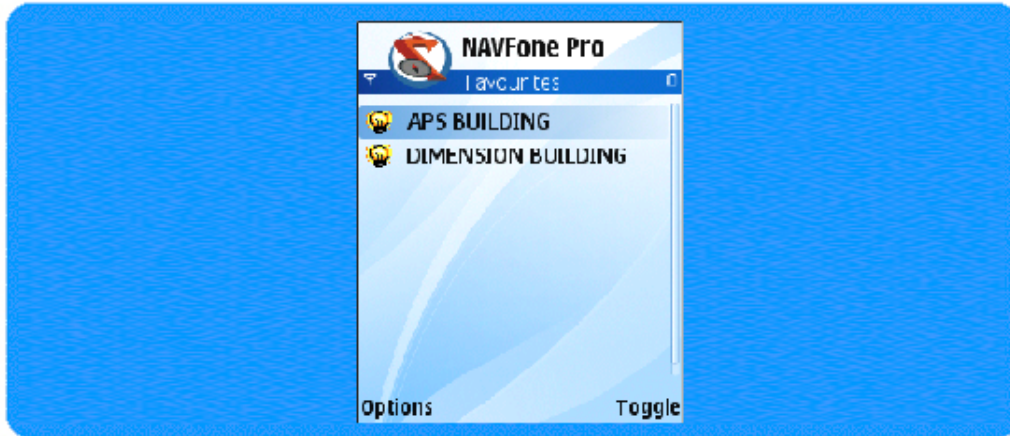 NAVFone Pro
Favourites
APS BUILDING
DIMENSION BUILDING
Options Toggle